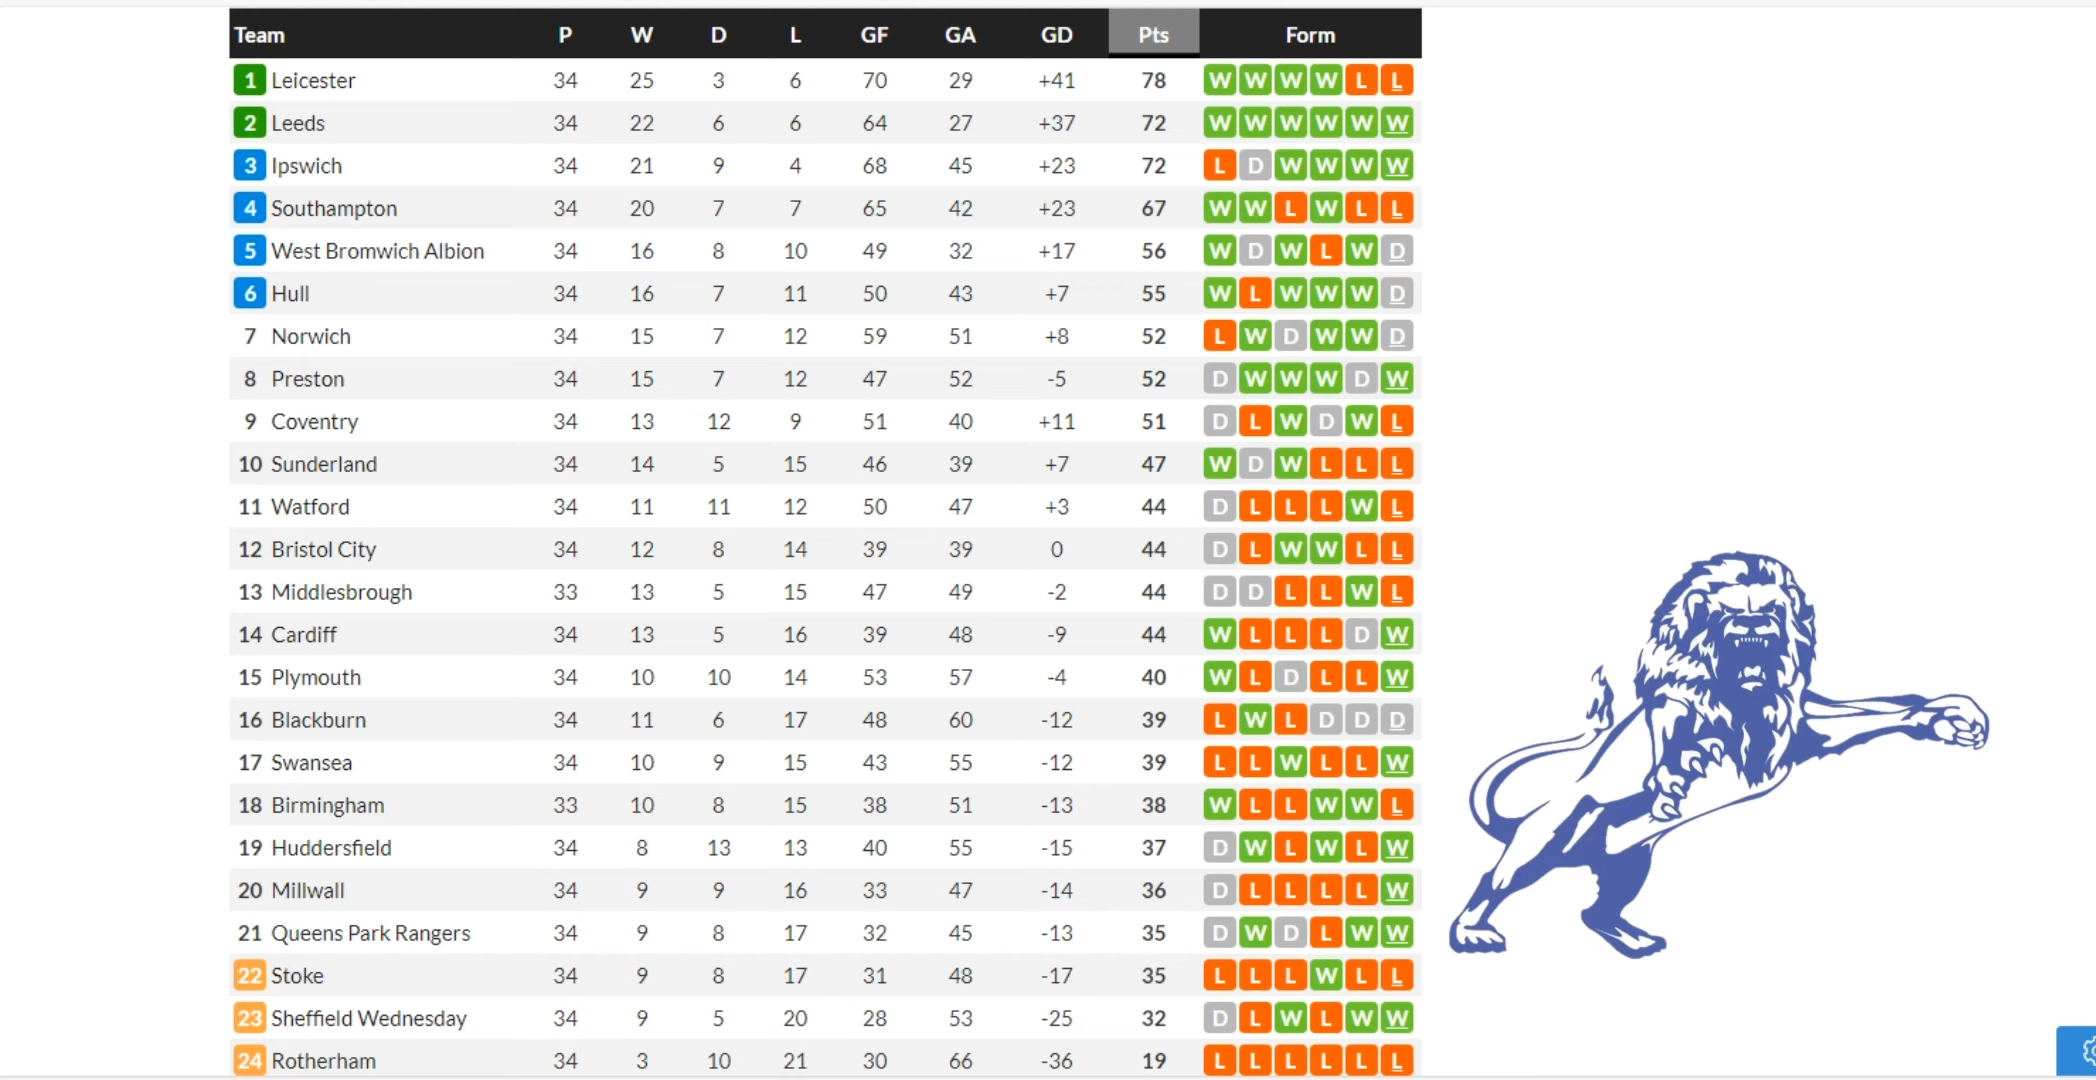 Team P W D L GF GA GD Pts Form
1 Leicester 34 25 3 6 70 29 +41 78 W W W W L L
2 Leeds 34 22 6 6 64 27 +37 72 W W W W W W
3 Ipswich 34 21 9 4 68 45 +23 72 L D W W W W
4 Southampton 34 20 7 7 65 42 +23 67 W W L W L L
5 West Bromwich Albion 34 16 8 10 49 32 +17 56 W D W L W D
6 Hull 34 16 7 11 50 43 +7 55 W L W W W D
7 Norwich 34 15 7 12 59 51 +8 52 L W D W W D
8 Preston 34 15 7 12 47 52 -5 52 D W W W D W
9 Coventry 34 13 12 9 51 40 +11 51 D L W D W L
10 Sunderland 34 14 5 15 46 39 +7 47 W D W L L L
11 Watford 34 11 11 12 50 47 +3 44 D L L L W L
12 Bristol City 34 12 8 14 39 39 0 44 D L W W L L
13 Middlesbrough 33 13 5 15 47 49 -2 44 D D L L W L
14 Cardiff 34 13 5 16 39 48 -9 44 W L L L D W
15 Plymouth 34 10 10 14 53 57 -4 40 W L D L L W
16 Blackburn 34 11 6 17 48 60 -12 39 L W L D D D
17 Swansea 34 10 9 15 43 55 -12 39 L L W L L W
18 Birmingham 33 10 8 15 38 51 -13 38 W L L W W L
19 Huddersfield 34 8 13 13 40 55 -15 37 D W L W L W
20 Millwall 34 9 9 16 33 47 -14 36 D L L L L W
21 Queens Park Rangers 34 9 8 17 32 45 -13 35 D W D L W W
22 Stoke 34 9 8 17 31 48 -17 35 L L L W L L
23 Sheffield Wednesday 34 9 5 20 28 53 -25 32 D L W L W W
24 Rotherham 34 3 10 21 30 66 -36 19 L L L L L L